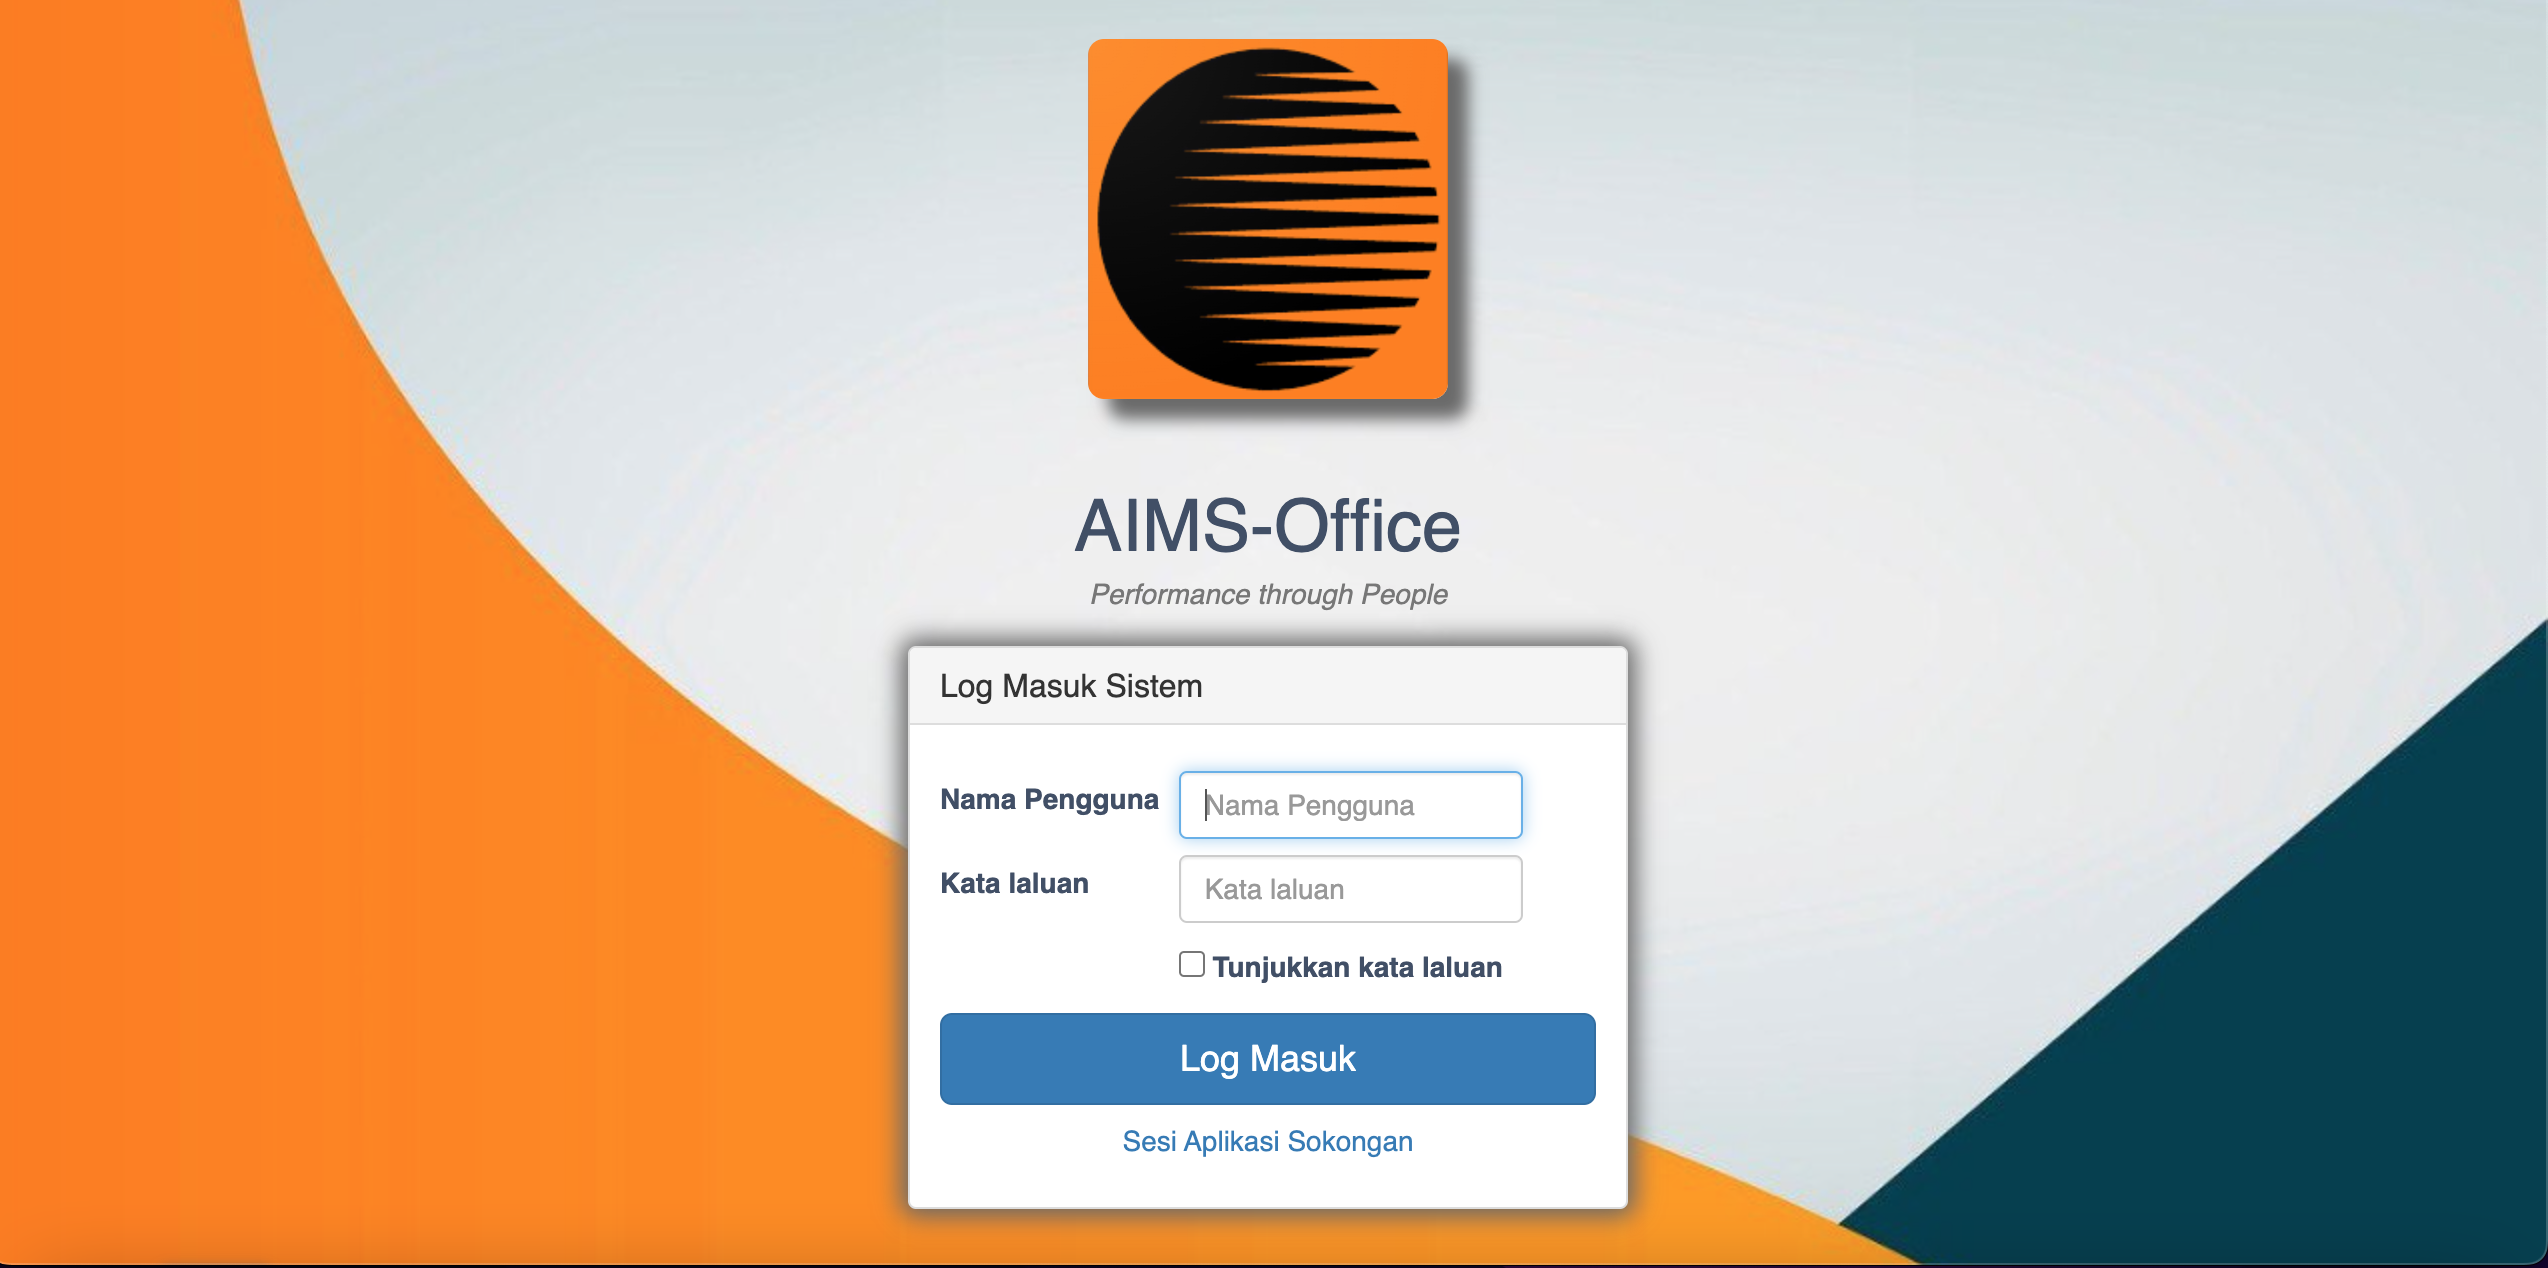 AIMS-Office
Performance through People
Log Masuk Sistem
Nama Pengguna Nama Pengguna
Kata laluan Kata laluan
Tunjukkan kata laluan
Log Masuk
Sesi Aplikasi Sokongan